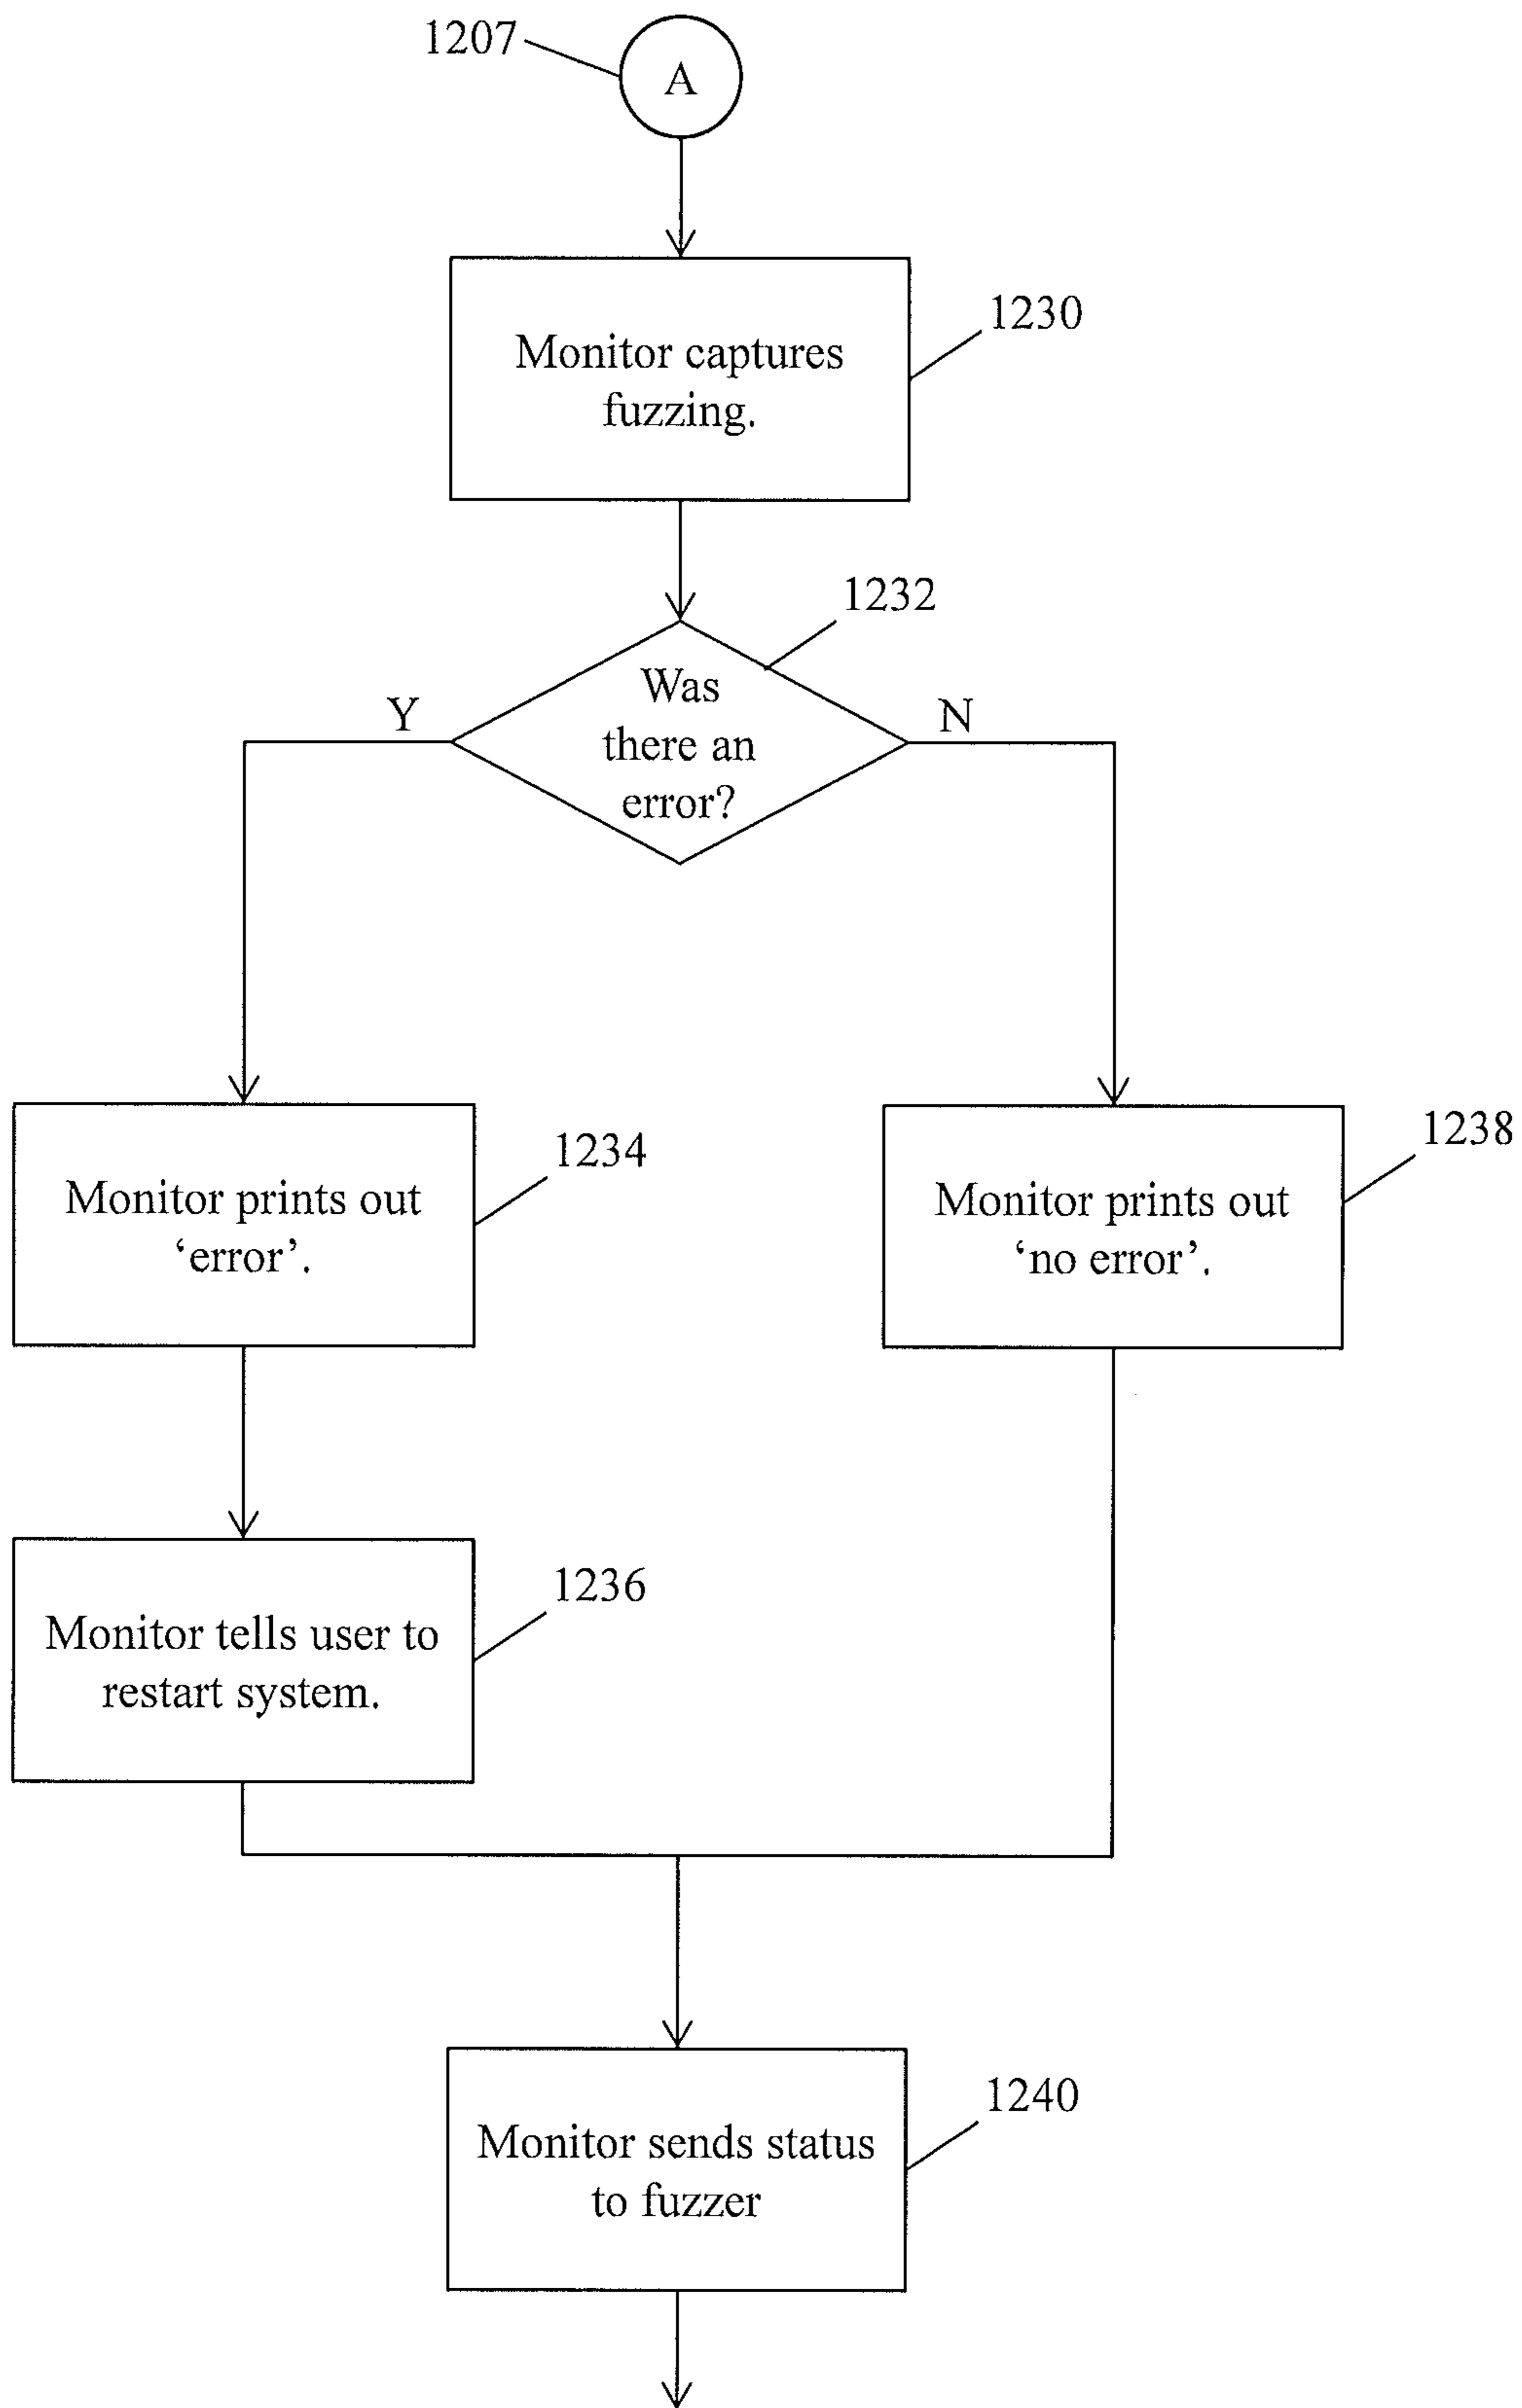 1207
A
1230
Monitor captures
fuzzing.
1232
Was
there an
error?
Y
N
1234
Monitor prints out
‘error’.
1238
Monitor prints out
‘no error’.
1236
Monitor tells user to
restart system.
1240
Monitor sends status
to fuzzer